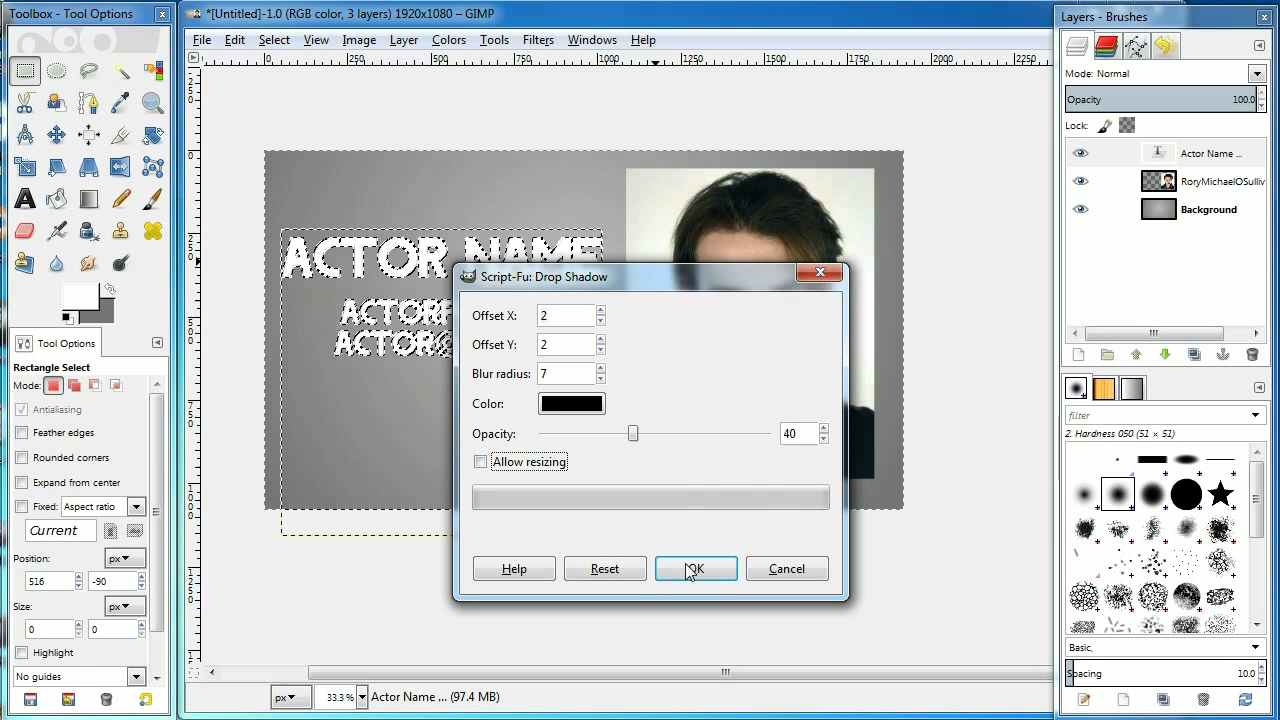 Toolbox - Tool Options
*[Untitled]-1.0 (RGB color, 3 layers) 1920x1080 – GIMP
Layers - Brushes
File Edit Select View Image Layer Colors Tools Filters Windows Help
0 250 500 750 1000 1250 1500 1750 2000 2250
Mode: Normal
Opacity 100.0
Lock:
Actor Name ...
RoryMichaelOSulliv
Background
ACTOR NAME
Script-Fu: Drop Shadow
Offset X: 2
Offset Y: 2
Blur radius: 7
Color:
Opacity: 40
Allow resizing
Help Reset OK Cancel
Tool Options
Rectangle Select
Mode:
Antialiasing
Feather edges
Rounded corners
Expand from center
Fixed: Aspect ratio
Current
Position: px
516 -90
Size: px
0 0
Highlight
No guides
px 33.3 % Actor Name ... (97.4 MB)
filter
2. Hardness 050 (51 × 51)
Basic,
Spacing 10.0